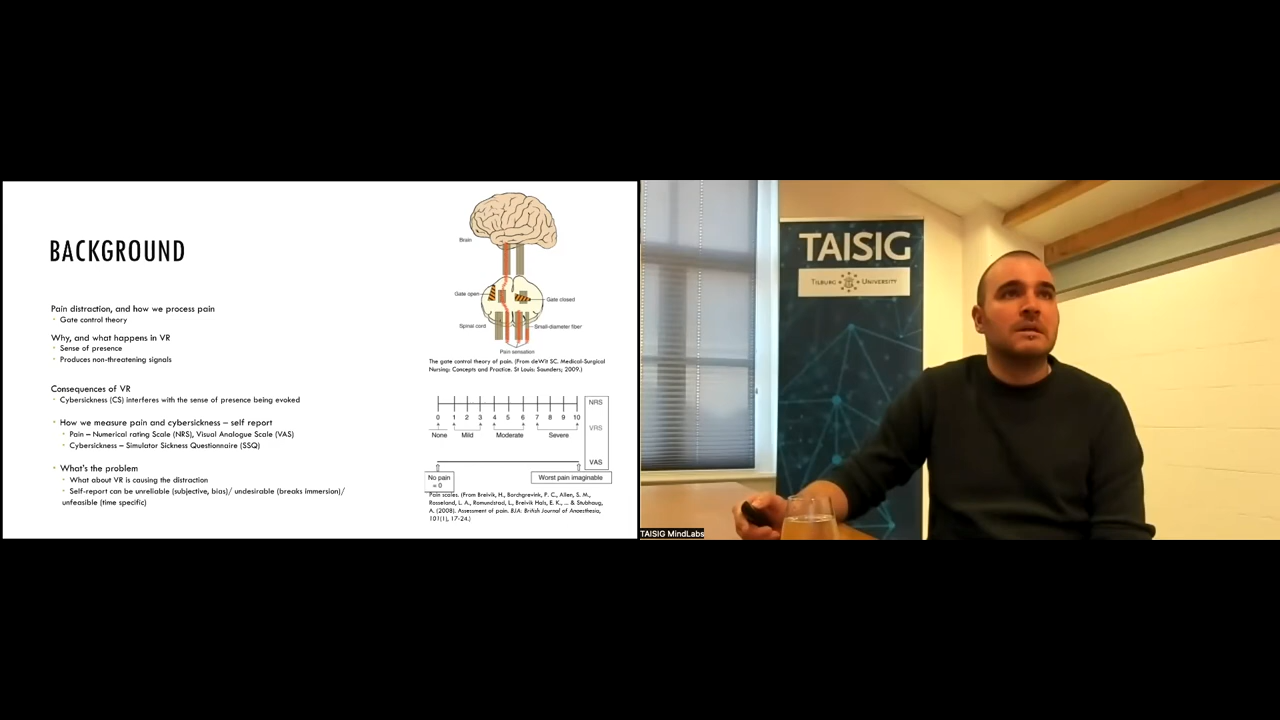 BACKGROUND
Pain distraction, and how we process pain
Gate control theory
Why, and what happens in VR
Sense of presence
Produces non-threatening signals
Consequences of VR
Cybersickness (CS) interferes with the sense of presence being evoked
How we measure pain and cybersickness – self report
Pain – Numerical rating Scale (NRS), Visual Analogue Scale (VAS)
Cybersickness – Simulator Sickness Questionnaire (SSQ)
What's the problem
What about VR is causing the distraction
Self-report can be unreliable (subjective, bias)/ undesirable (breaks immersion)/
unfeasible (time specific)
Brain
Gate open
Gate closed
Spinal cord
Small-diameter fiber
Pain sensation
The gate control theory of pain. (From deWit SC. Medical-Surgical
Nursing: Concepts and Practice. St Louis: Saunders; 2009.)
NRS
0 1 2 3 4 5 6 7 8 9 10
VRS
None Mild Moderate Severe
VAS
No pain
= 0
Worst pain imaginable
Pain scales. (From Breivik, H., Borchgrevink, P. C., Allen, S. M.,
Rosseland, L. A., Romundstad, L., Breivik Hals, E. K., ... & Stubhaug,
A. (2008). Assessment of pain. BJA: British Journal of Anaesthesia,
101(1), 17-24.)
TAISIG
TILBURG UNIVERSITY
TAISIG MindLabs